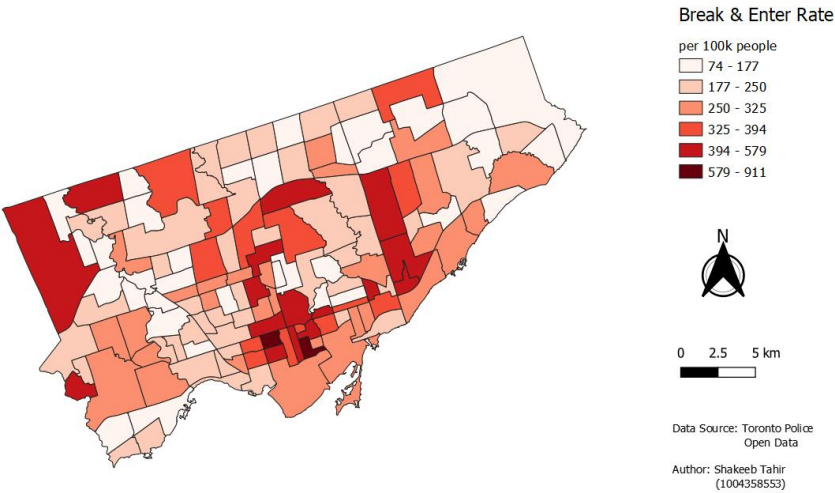 Break & Enter Rate
per 100k people
74 - 177
177 - 250
250 - 325
325 - 394
394 - 579
579 - 911
N
0 2.5 5 km
Data Source: Toronto Police
Open Data
Author: Shakeeb Tahir
(1004358553)